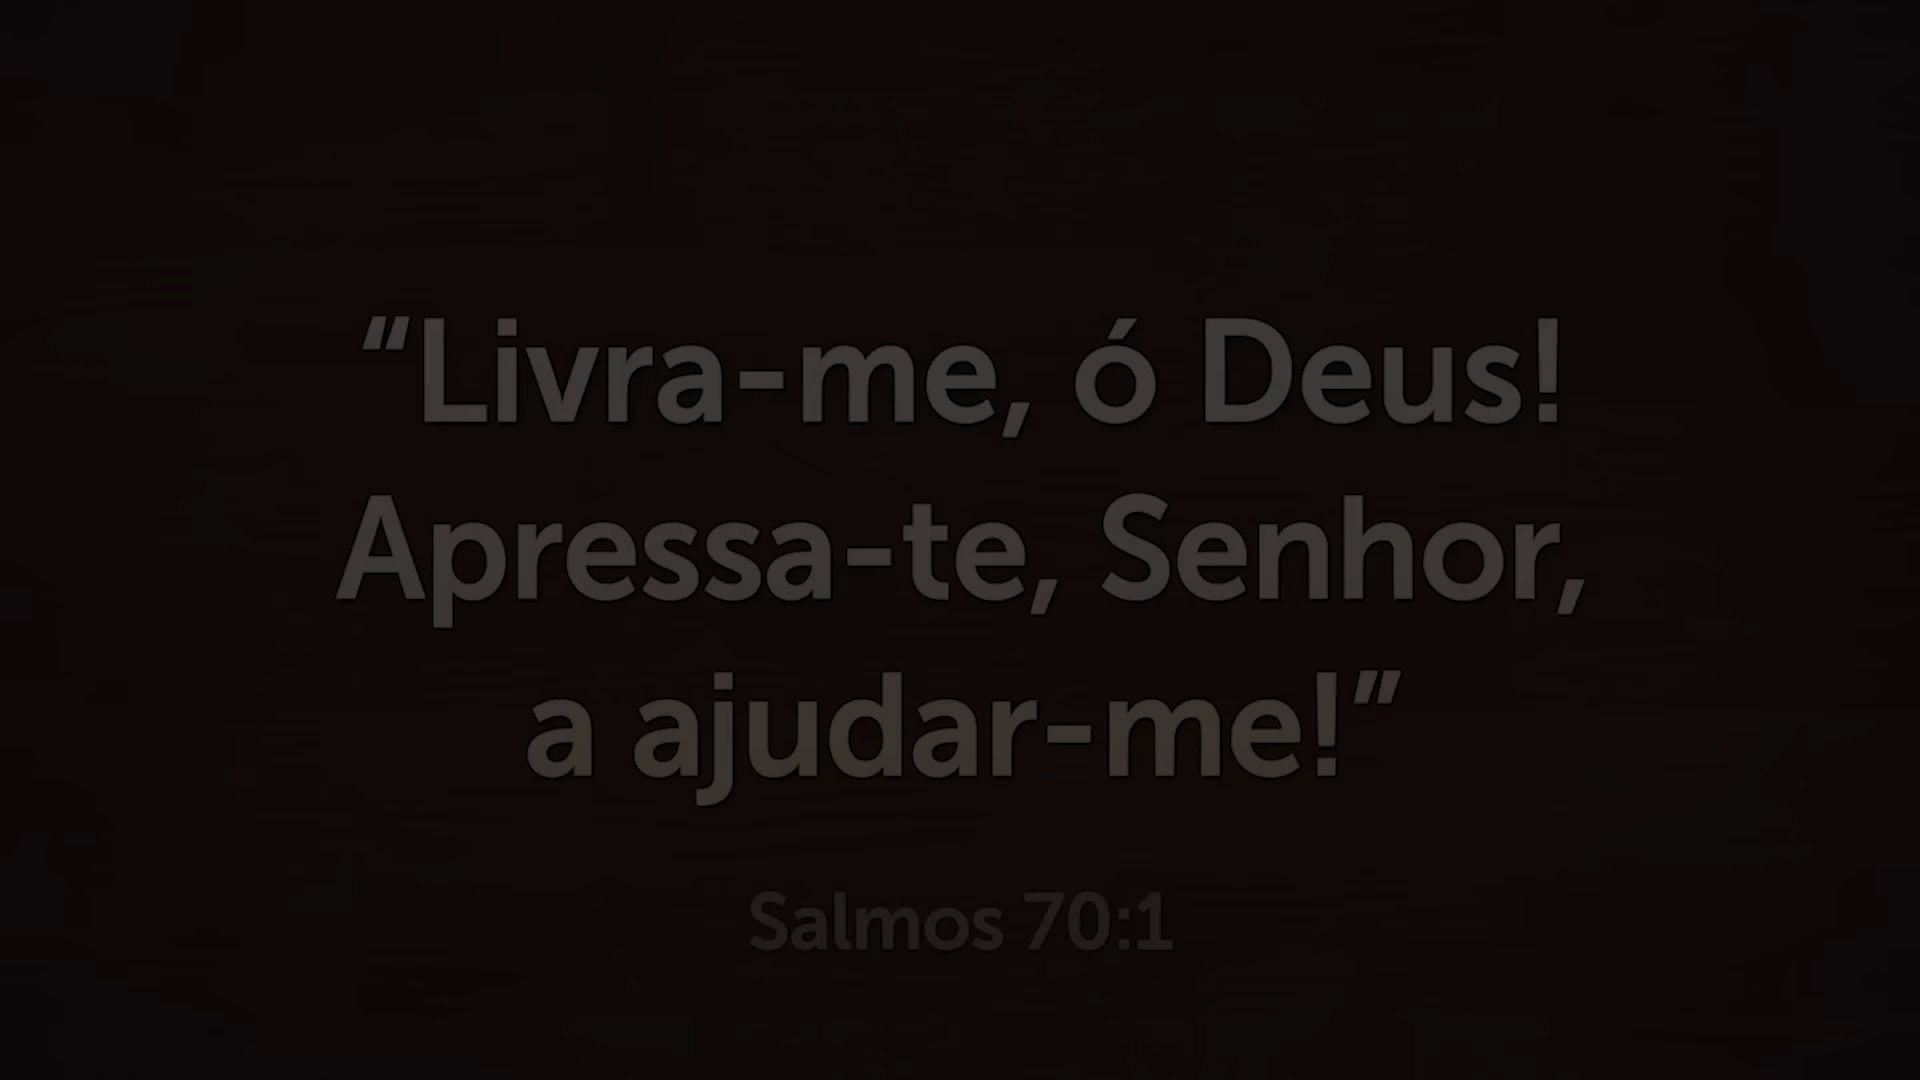 “Livra-me, ó Deus!
Apressa-te, Senhor,
a ajudar-me!”
Salmos 70:1